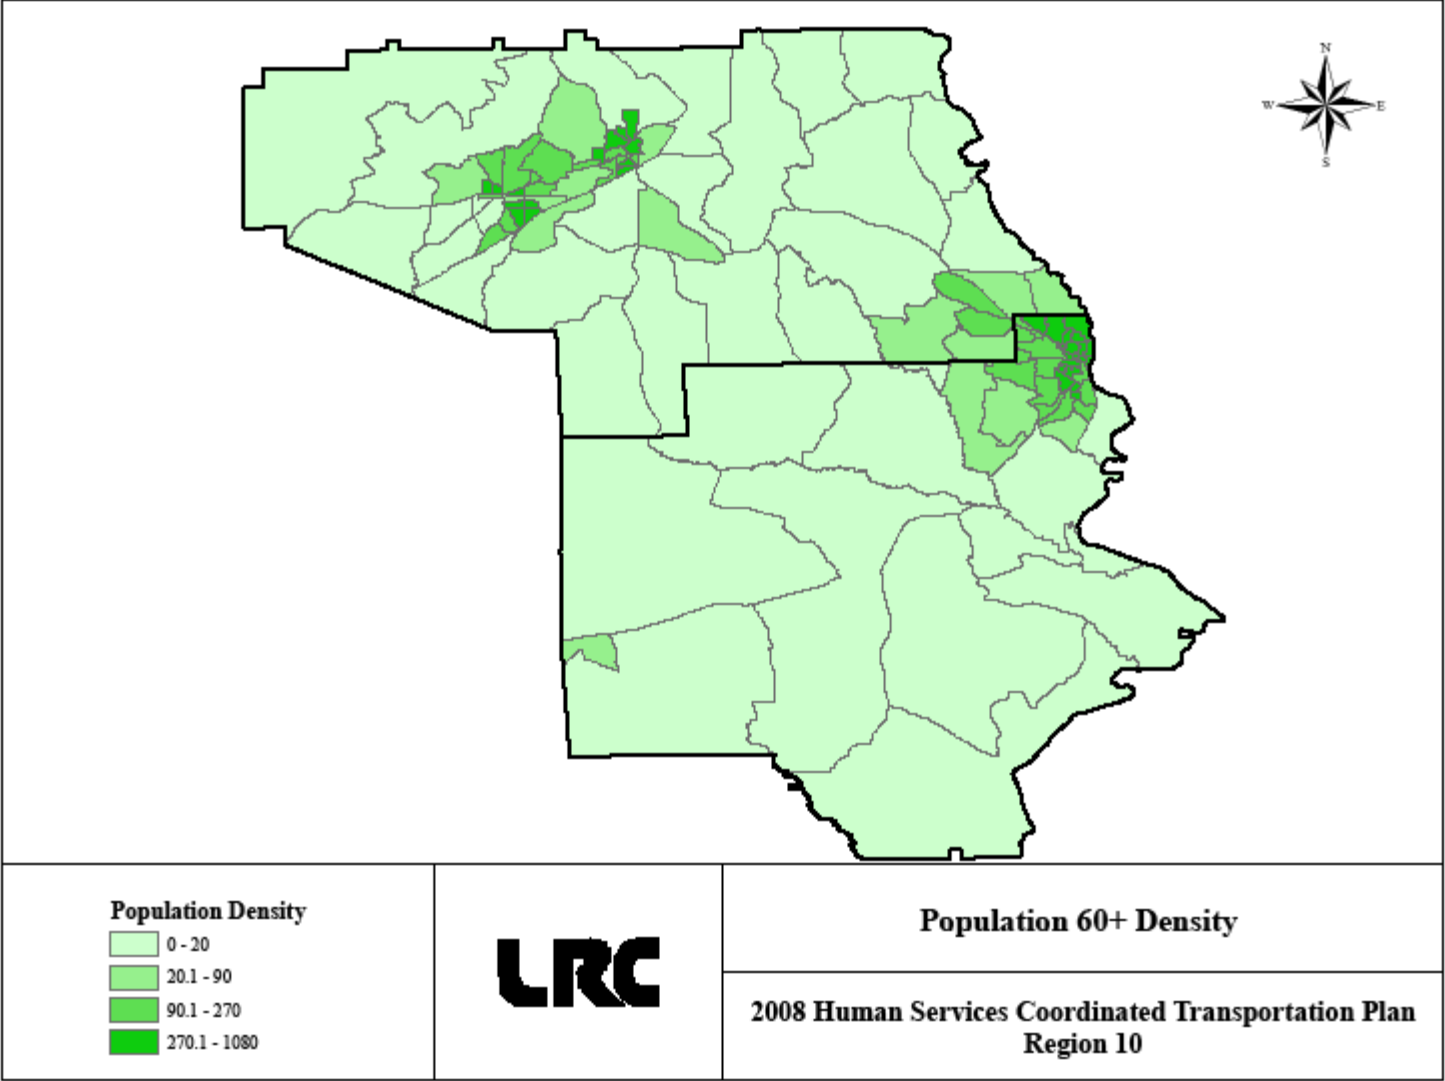 N
W E
S
Population Density
0 - 20
20.1 - 90
90.1 - 270
270.1 - 1080
LRC
Population 60+ Density
2008 Human Services Coordinated Transportation Plan
Region 10